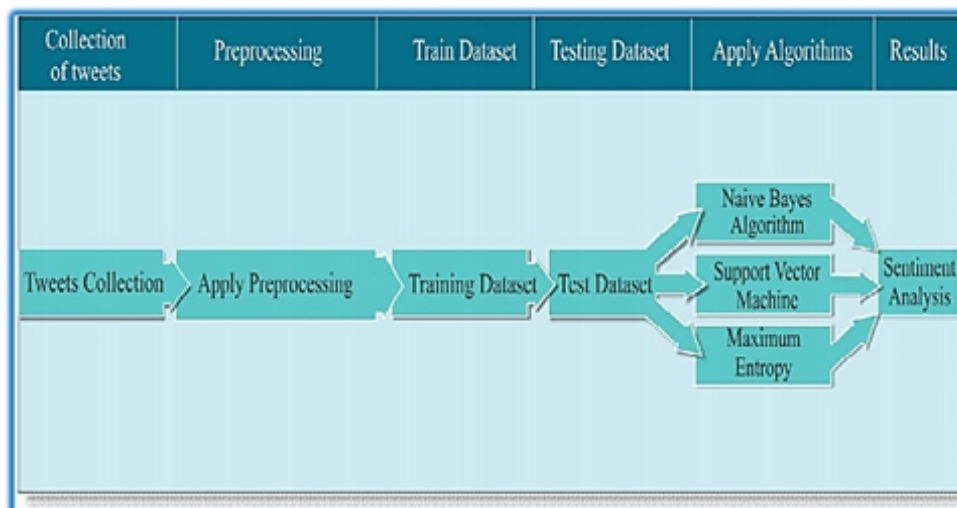 Collection
of tweets
Preprocessing
Train Dataset
Testing Dataset
Apply Algorithms
Results
Tweets Collection
Apply Preprocessing
Training Dataset
Test Dataset
Naive Bayes
Algorithm
Support Vector
Machine
Maximum
Entropy
Sentiment
Analysis